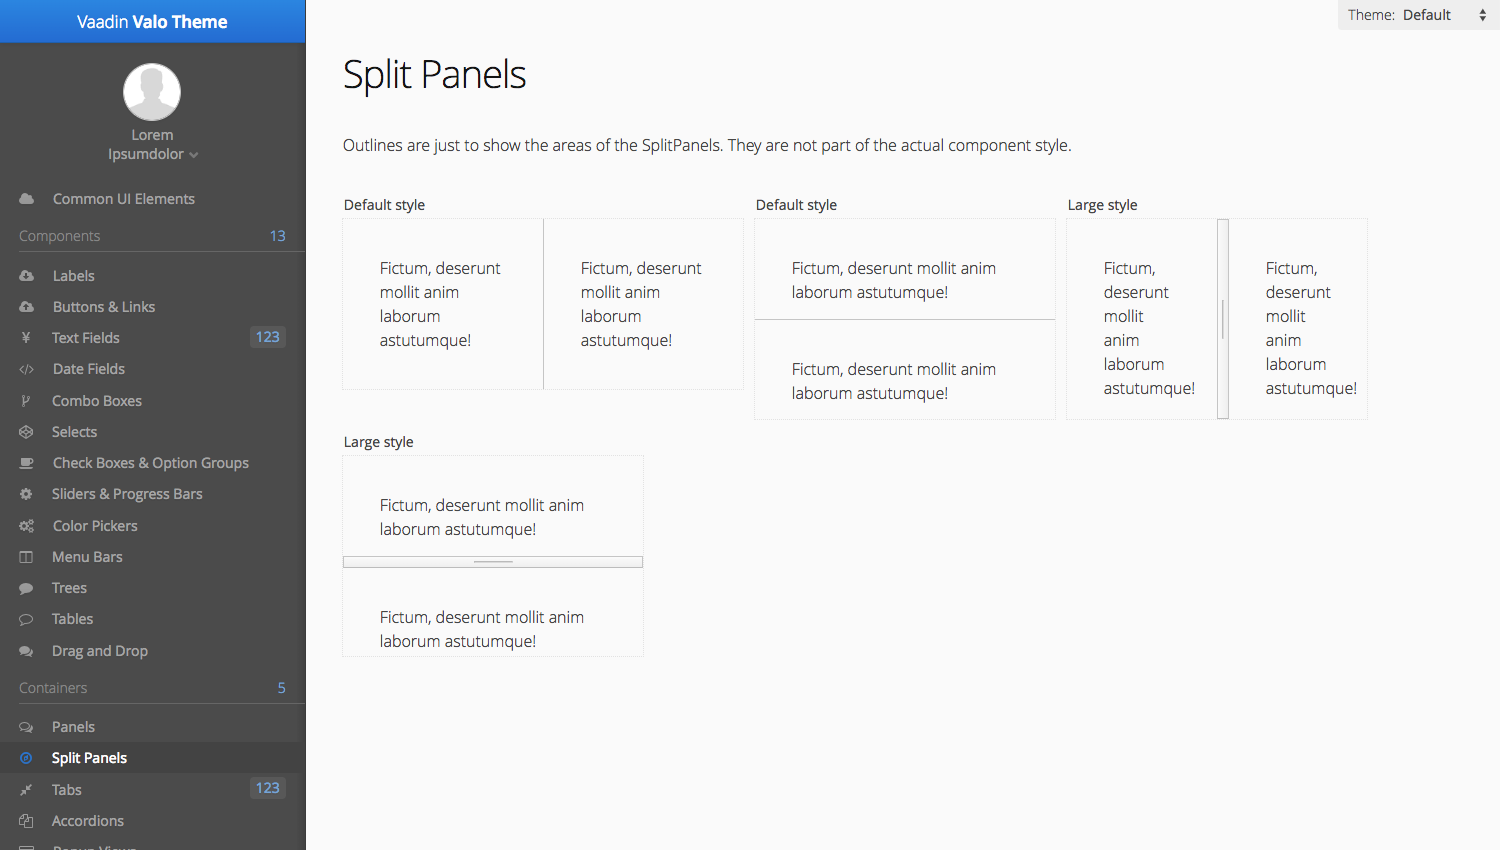 Vaadin Valo Theme
Lorem
Ipsumdolor
Common UI Elements
Components 13
Labels
Buttons & Links
Text Fields 123
Date Fields
Combo Boxes
Selects
Check Boxes & Option Groups
Sliders & Progress Bars
Color Pickers
Menu Bars
Trees
Tables
Drag and Drop
Containers 5
Panels
Split Panels
Tabs 123
Accordions
Popup Views
Theme: Default
Split Panels
Outlines are just to show the areas of the SplitPanels. They are not part of the actual component style.
Default style
Fictum, deserunt
mollit anim
laborum
astutumque!
Fictum, deserunt
mollit anim
laborum
astutumque!
Default style
Fictum, deserunt mollit anim
laborum astutumque!
Fictum, deserunt mollit anim
laborum astutumque!
Large style
Fictum,
deserunt
mollit
anim
laborum
astutumque!
Fictum,
deserunt
mollit
anim
laborum
astutumque!
Large style
Fictum, deserunt mollit anim
laborum astutumque!
Fictum, deserunt mollit anim
laborum astutumque!